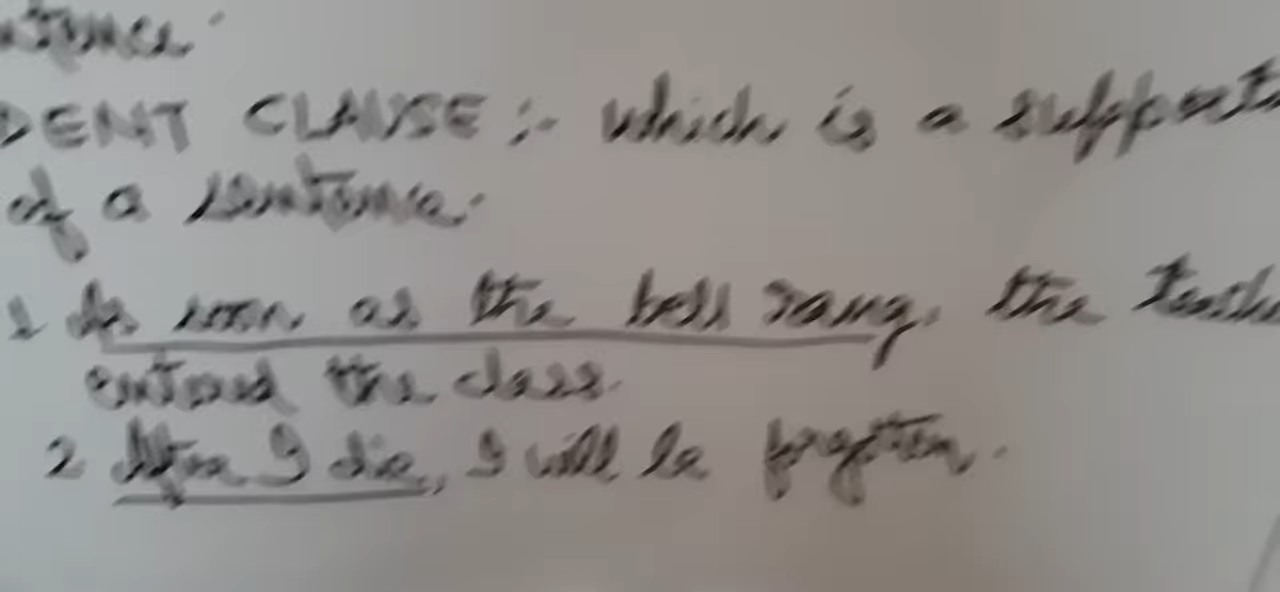 DENT CLAUSE :- which is a support
of a sentence.
1 As soon as the bell rang, the
entered the class.
2 After I die, I will be forgotten.